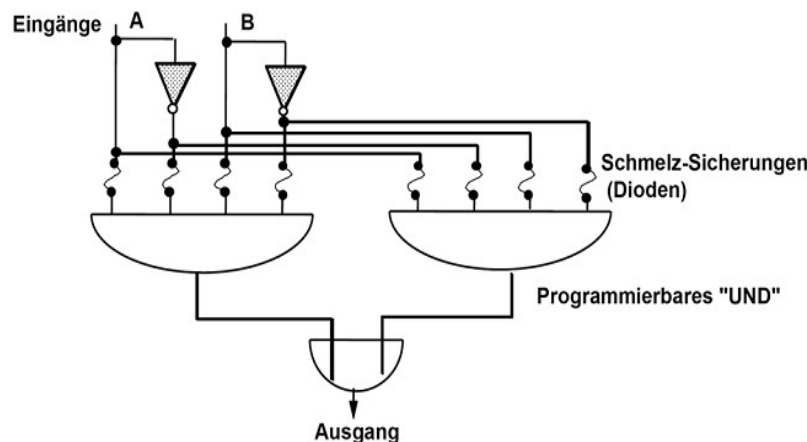 Eingänge
A
B
Schmelz-Sicherungen
(Dioden)
Programmierbares "UND"
Ausgang